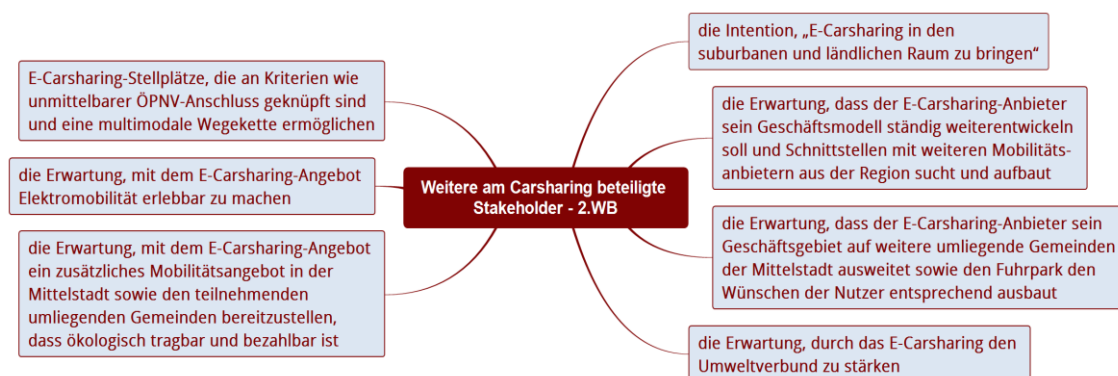 die Intention, „E-Carsharing in den
suburbanen und ländlichen Raum zu bringen“
E-Carsharing-Stellplätze, die an Kriterien wie
unmittelbarer ÖPNV-Anschluss geknüpft sind
und eine multimodale Wegekette ermöglichen
die Erwartung, dass der E-Carsharing-Anbieter
sein Geschäftsmodell ständig weiterentwickeln
soll und Schnittstellen mit weiteren Mobilitäts-
anbietern aus der Region sucht und aufbaut
die Erwartung, mit dem E-Carsharing-Angebot
Elektromobilität erlebbar zu machen
Weitere am Carsharing beteiligte
Stakeholder - 2.WB
die Erwartung, dass der E-Carsharing-Anbieter sein
Geschäftsgebiet auf weitere umliegende Gemeinden
der Mittelstadt ausweitet sowie den Fuhrpark den
Wünschen der Nutzer entsprechend ausbaut
die Erwartung, mit dem E-Carsharing-Angebot
ein zusätzliches Mobilitätsangebot in der
Mittelstadt sowie den teilnehmenden
umliegenden Gemeinden bereitzustellen,
dass ökologisch tragbar und bezahlbar ist
die Erwartung, durch das E-Carsharing den
Umweltverbund zu stärken